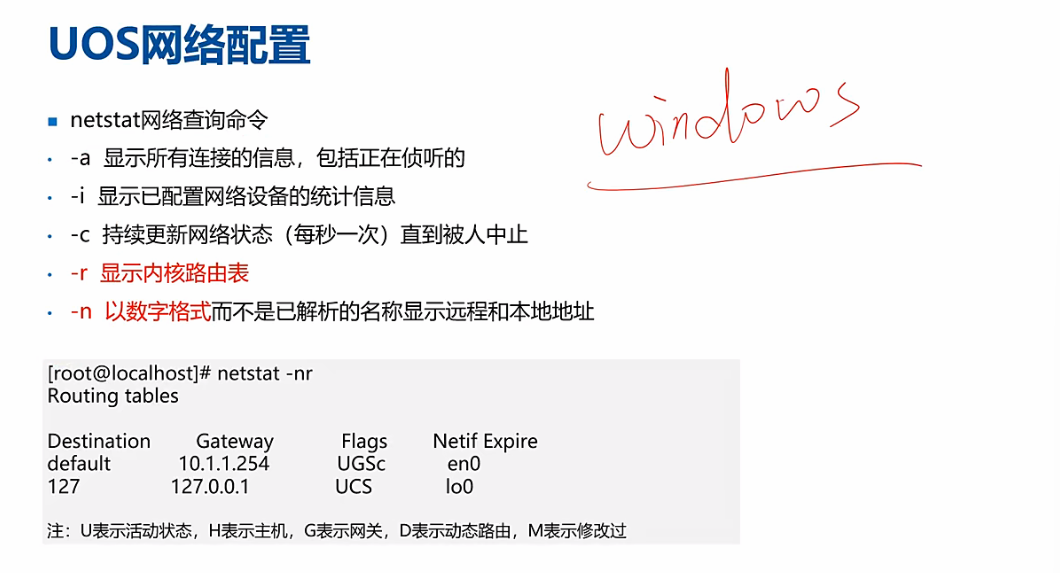 UOS网络配置
windows
netstat网络查询命令
-a 显示所有连接的信息，包括正在侦听的
-i 显示已配置网络设备的统计信息
-c 持续更新网络状态（每秒一次）直到被人中止
-r 显示内核路由表
-n 以数字格式而不是已解析的名称显示远程和本地地址
[root@localhost]# netstat -nr
Routing tables
Destination Gateway Flags Netif Expire
default 10.1.1.254 UGSc en0
127 127.0.0.1 UCS lo0
注：U表示活动状态，H表示主机，G表示网关，D表示动态路由，M表示修改过